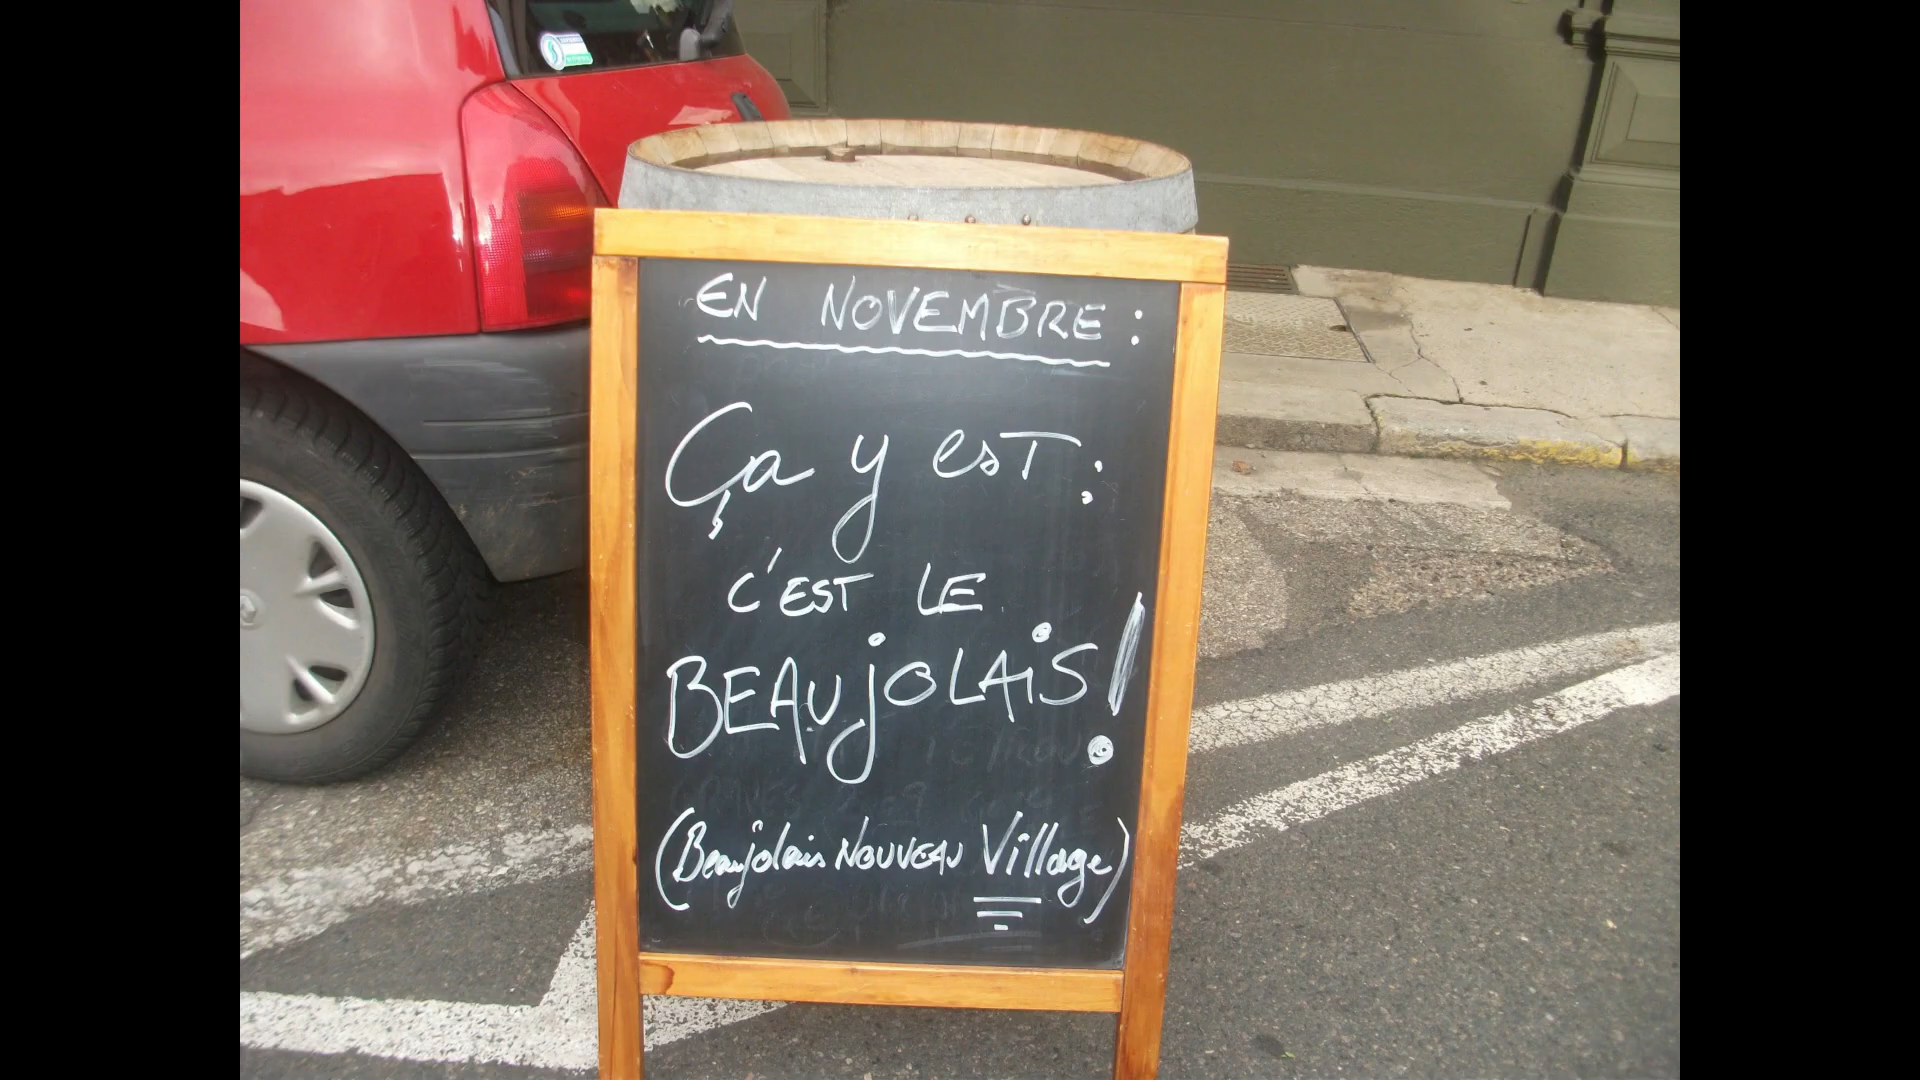 EN NOVEMBRE :
Ça y est :
C'EST LE
BEAUjOLAiS !
(Beaujolais NOUVEAU Village)